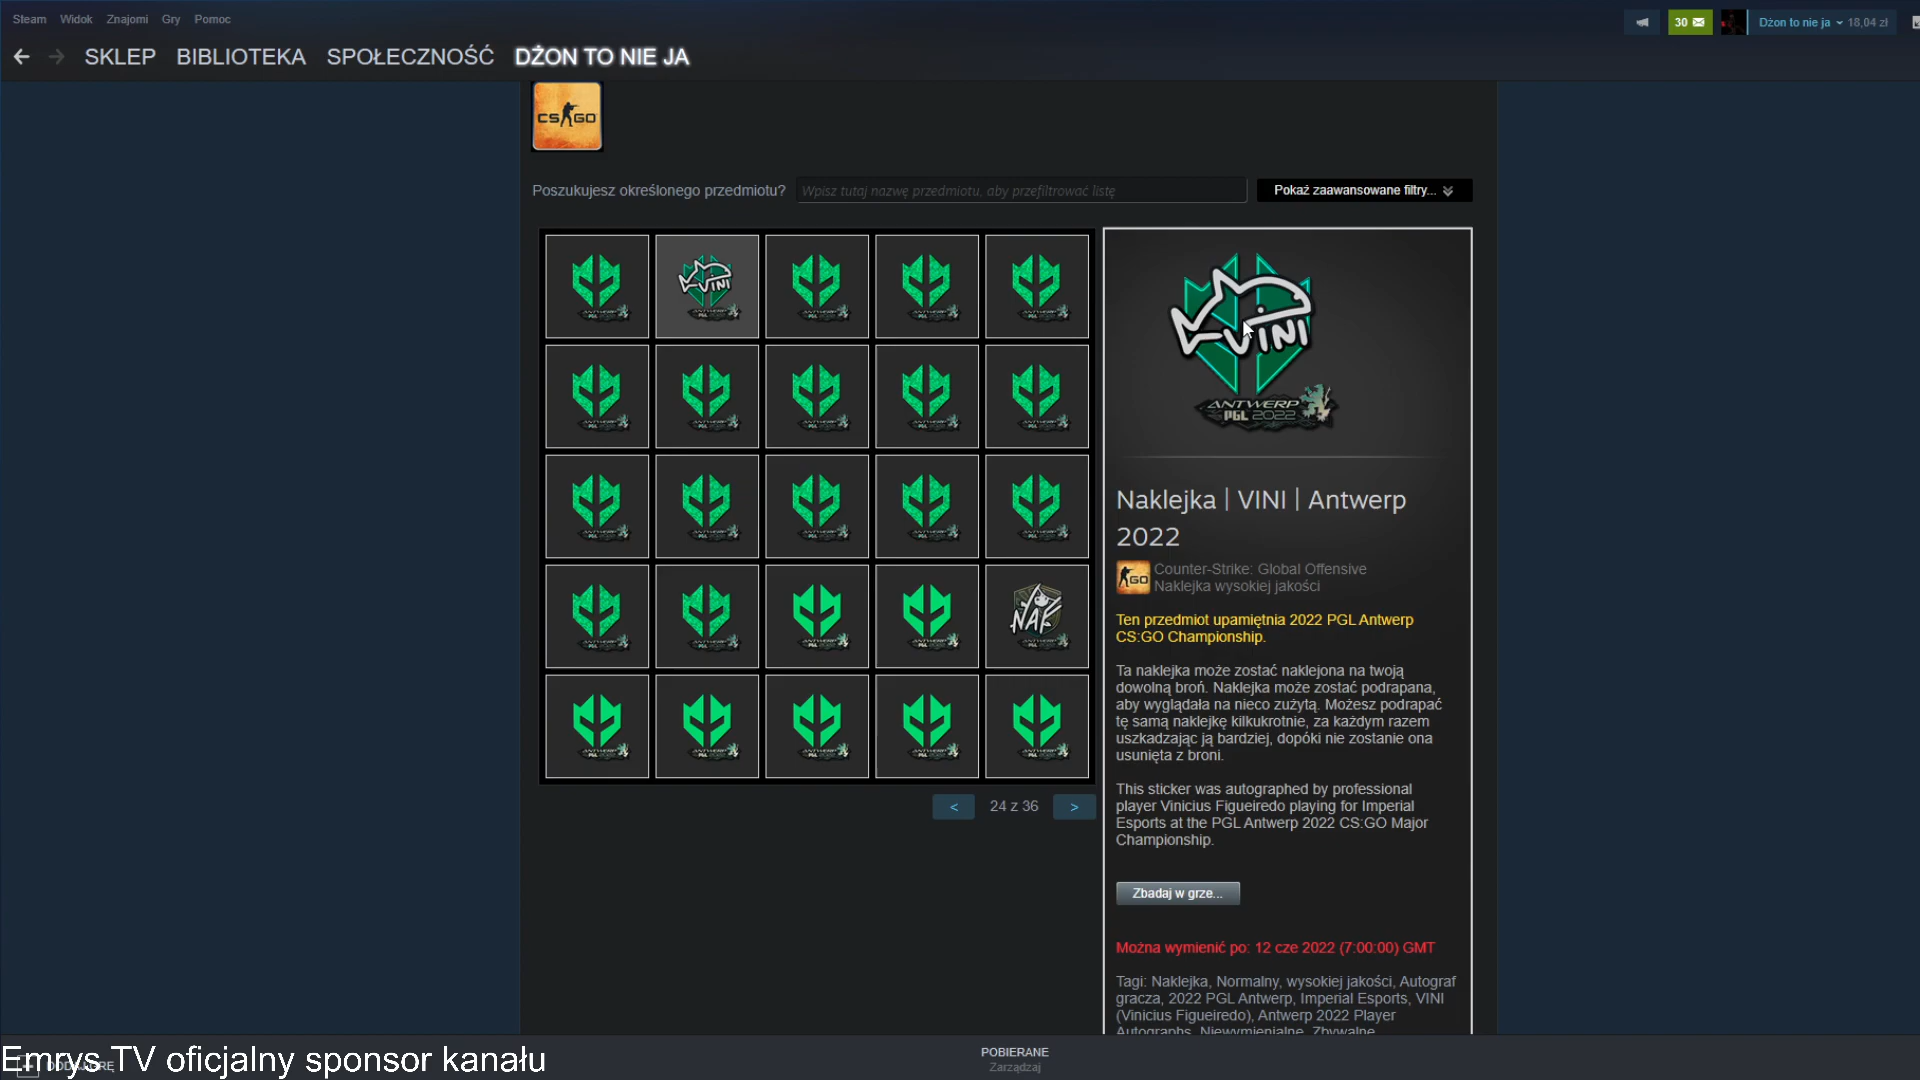 Steam Widok Znajomi Gry Pomoc
30
Dżon to nie ja 18,04 zł
SKLEP BIBLIOTEKA SPOŁECZNOŚĆ DŻON TO NIE JA
CS GO
Poszukujesz określonego przedmiotu? Wpisz tutaj nazwę przedmiotu, aby przefiltrować listę Pokaż zaawansowane filtry...
VINI
ANTWERP
PGL 2022
NAF
Naklejka | VINI | Antwerp
2022
GO
Counter-Strike: Global Offensive
Naklejka wysokiej jakości
Ten przedmiot upamiętnia 2022 PGL Antwerp
CS:GO Championship.
Ta naklejka może zostać naklejona na twoją
dowolną broń. Naklejka może zostać podrapana,
aby wyglądała na nieco zużytą. Możesz podrapać
tę samą naklejkę kilkukrotnie, za każdym razem
uszkadzając ją bardziej, dopóki nie zostanie ona
usunięta z broni.
This sticker was autographed by professional
player Vinicius Figueiredo playing for Imperial
Esports at the PGL Antwerp 2022 CS:GO Major
Championship.
< 24 z 36 >
Zbadaj w grze...
Można wymienić po: 12 cze 2022 (7:00:00) GMT
Tagi: Naklejka, Normalny, wysokiej jakości, Autograf
gracza, 2022 PGL Antwerp, Imperial Esports, VINI
(Vinicius Figueiredo), Antwerp 2022 Player
Autographs, Niewymienialne, Zbywalne
Emrys TV oficjalny sponsor kanału
POBIERANE
Zarządzaj